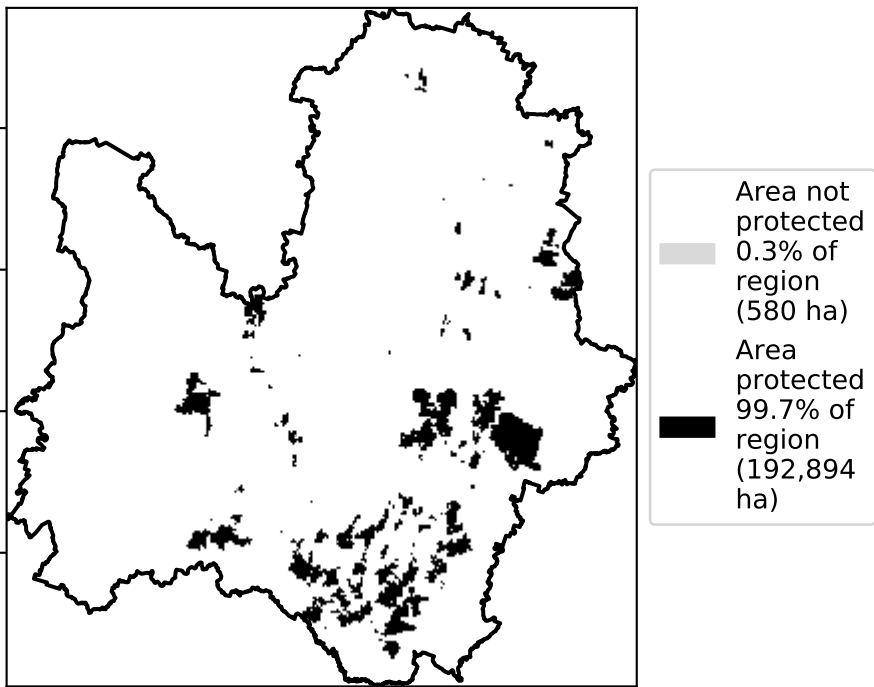 Area not
protected
0.3% of
region
(580 ha)
Area
protected
99.7% of
region
(192,894
ha)